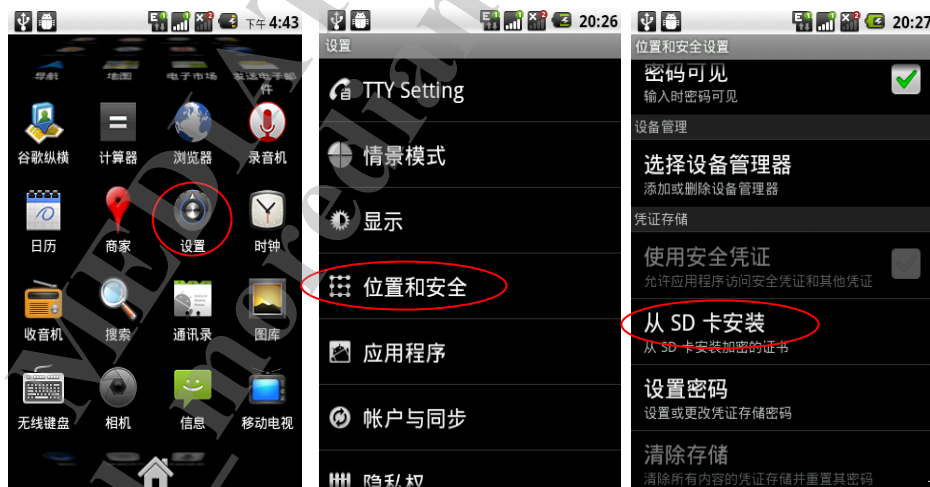 下午 4:43
导航
地图
电子市场
发送电子邮件
谷歌纵横
计算器
浏览器
录音机
日历
商家
设置
时钟
收音机
搜索
通讯录
图库
无线键盘
相机
信息
移动电视
20:26
设置
TTY Setting
情景模式
显示
位置和安全
应用程序
帐户与同步
隐私权
20:27
位置和安全设置
密码可见
输入时密码可见
设备管理
选择设备管理器
添加或删除设备管理器
凭证存储
使用安全凭证
允许应用程序访问安全凭证和其他凭证
从 SD 卡安装
从 SD 卡安装加密的证书
设置密码
设置或更改凭证存储密码
清除存储
清除所有内容的凭证存储并重置其密码